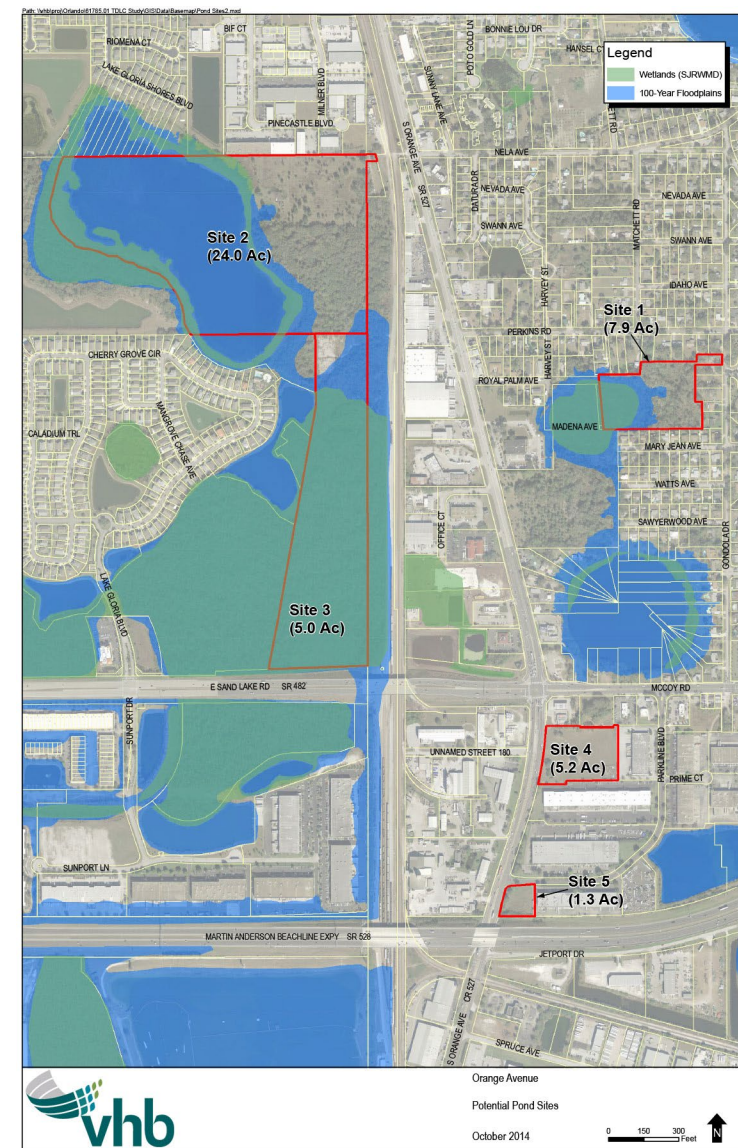 Path: \\vhb\proj\Orlando\61785.01 TDLC Study\GIS\Data\Basemap\Pond Sites2.mxd
BIF CT
BONNIE LOU DR
RIOMENA CT
POTO GOLD LN
HANSEL C
Legend
Wetlands (SJRWMD)
100-Year Floodplains
LAKE GLORIA SHORES BLVD
MILNER BLVD
SUNNY LANE AVE
PINECASTLE BLVD
S ORANGE AVE SR 527
ETT RD
NELA AVE
DATURA DR
NEVADA AVE
NEVADA AVE
MATCHETT RD
SWANN AVE
SWANN AVE
Site 2
(24.0 Ac)
HARVEY ST
IDAHO AVE
Site 1
(7.9 Ac)
PERKINS RD
CHERRY GROVE CIR
HARVEY ST
ROYAL PALM AVE
MANGROVE CHASE AVE
CALADIUM TRL
MADENA AVE
MARY JEAN AVE
WATTS AVE
OFFICE CT
SAWYERWOOD AVE
GONDOLA DR
LAKE GLORIA BLVD
Site 3
(5.0 Ac)
E SAND LAKE RD SR 482
MCCOY RD
SUNPORT DR
UNNAMED STREET 180
Site 4
(5.2 Ac)
PARKLINE BLVD
PRIME CT
SUNPORT LN
Site 5
(1.3 Ac)
MARTIN ANDERSON BEACHLINE EXPY SR 528
JETPORT DR
S ORANGE AVE CR 527
SPRUCE AVE
vhb
Orange Avenue
Potential Pond Sites
October 2014
0 150 300
Feet
N